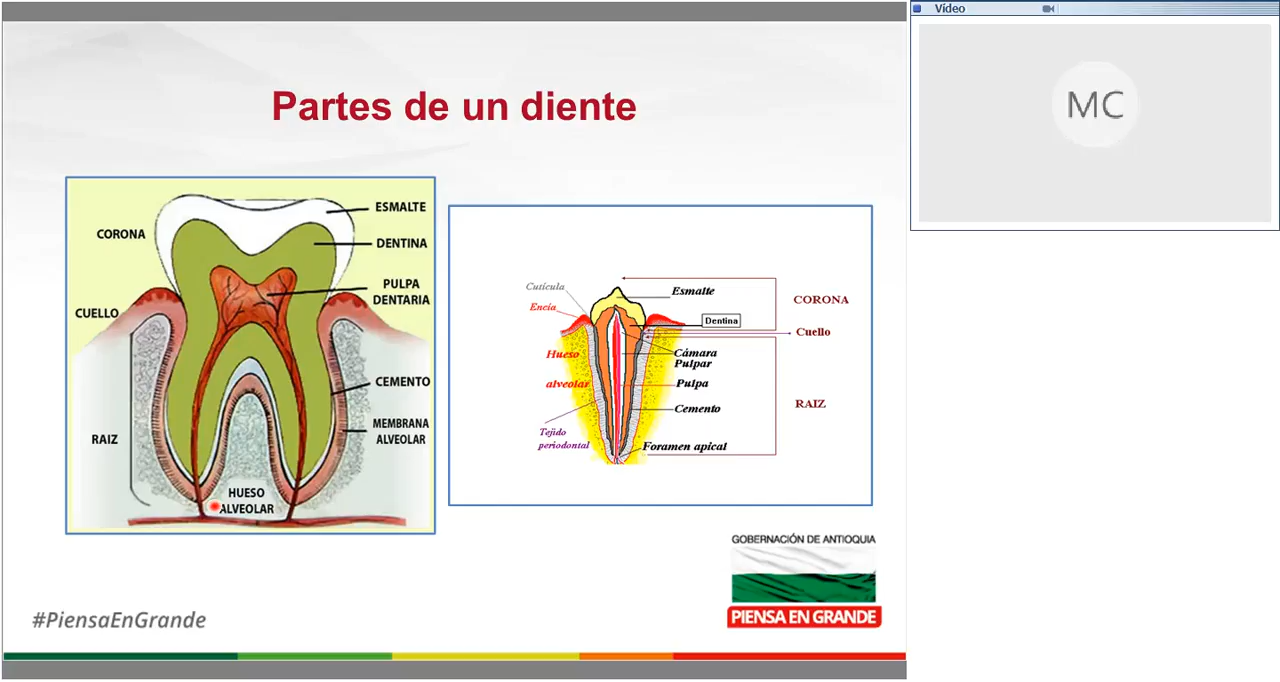 Vídeo
MC
Partes de un diente
ESMALTE
CORONA
DENTINA
PULPA
DENTARIA
CUELLO
CEMENTO
MEMBRANA
ALVEOLAR
RAIZ
HUESO
ALVEOLAR
Cutícula
Encía
Esmalte
CORONA
Dentina
Cuello
Hueso
Cámara
Pulpar
alveolar
Pulpa
RAIZ
Cemento
Tejido
periodontal
Foramen apical
GOBERNACIÓN DE ANTIOQUIA
PIENSA EN GRANDE
#PiensaEnGrande